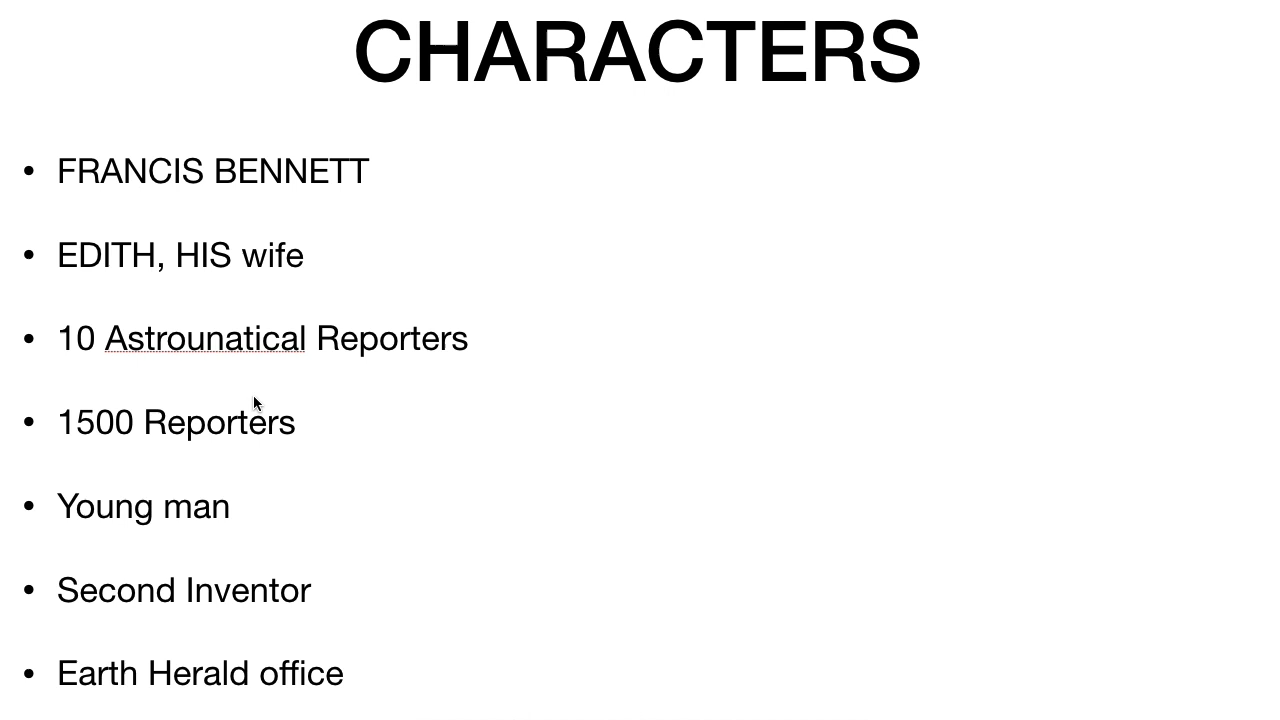 CHARACTERS
• FRANCIS BENNETT
• EDITH, HIS wife
• 10 Astrounatical Reporters
• 1500 Reporters
• Young man
• Second Inventor
• Earth Herald office